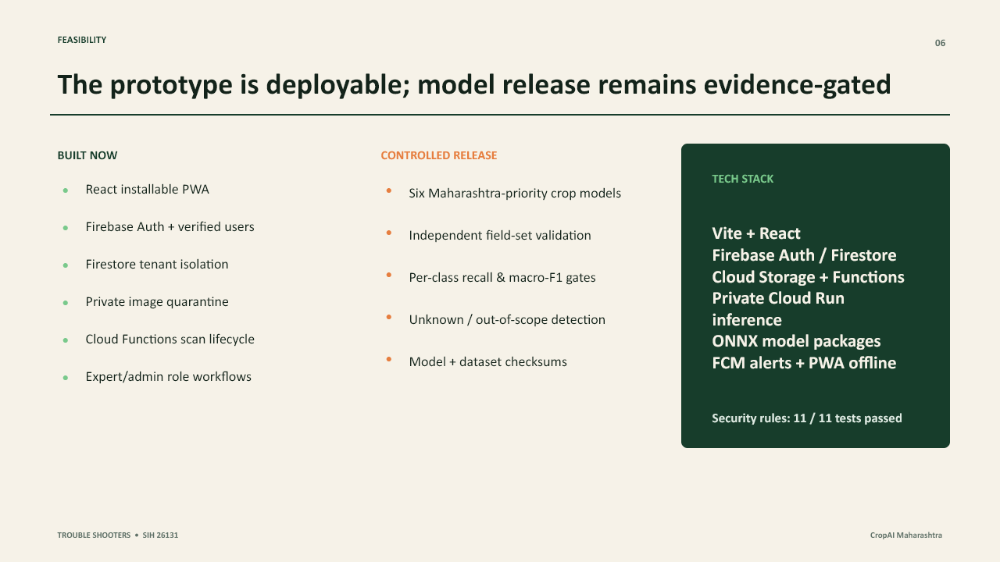 FEASIBILITY
06
The prototype is deployable; model release remains evidence-gated
BUILT NOW
• React installable PWA
• Firebase Auth + verified users
• Firestore tenant isolation
• Private image quarantine
• Cloud Functions scan lifecycle
• Expert/admin role workflows
CONTROLLED RELEASE
• Six Maharashtra-priority crop models
• Independent field-set validation
• Per-class recall & macro-F1 gates
• Unknown / out-of-scope detection
• Model + dataset checksums
TECH STACK
Vite + React
Firebase Auth / Firestore
Cloud Storage + Functions
Private Cloud Run
inference
ONNX model packages
FCM alerts + PWA offline
Security rules: 11 / 11 tests passed
TROUBLE SHOOTERS • SIH 26131
CropAI Maharashtra